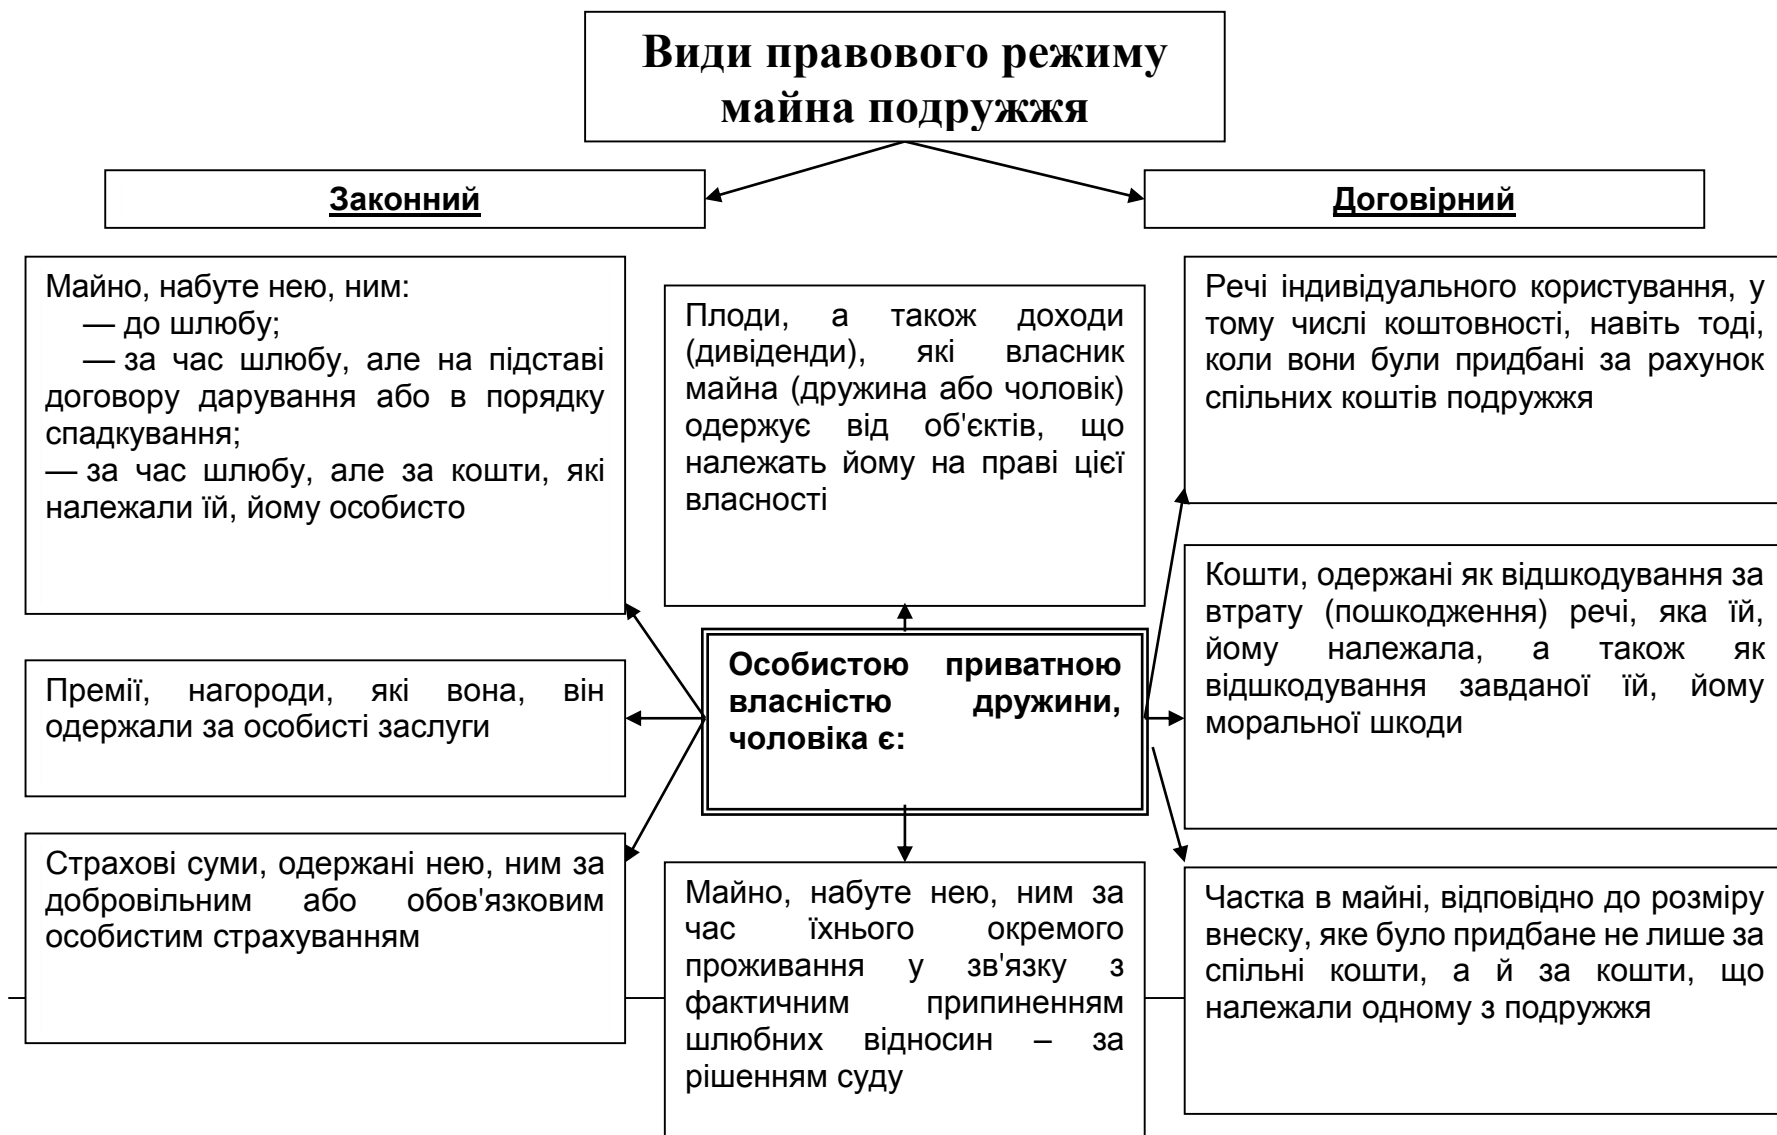 Види правового режиму
майна подружжя
Законний
Договірний
Майно, набуте нею, ним:
— до шлюбу;
— за час шлюбу, але на підставі
договору дарування або в порядку
спадкування;
— за час шлюбу, але за кошти, які
належали їй, йому особисто
Плоди, а також доходи
(дивіденди), які власник
майна (дружина або чоловік)
одержує від об'єктів, що
належать йому на праві цієї
власності
Речі індивідуального користування, у
тому числі коштовності, навіть тоді,
коли вони були придбані за рахунок
спільних коштів подружжя
Кошти, одержані як відшкодування за
втрату (пошкодження) речі, яка їй,
йому належала, а також як
відшкодування завданої їй, йому
моральної шкоди
Особистою приватною
власністю дружини,
чоловіка є:
Премії, нагороди, які вона, він
одержали за особисті заслуги
Страхові суми, одержані нею, ним за
добровільним або обов'язковим
особистим страхуванням
Майно, набуте нею, ним за
час їхнього окремого
проживання у зв'язку з
фактичним припиненням
шлюбних відносин – за
рішенням суду
Частка в майні, відповідно до розміру
внеску, яке було придбане не лише за
спільні кошти, а й за кошти, що
належали одному з подружжя